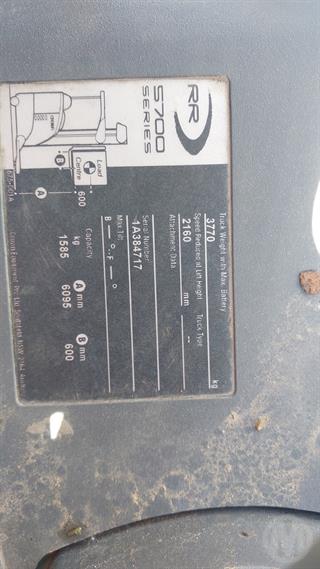 RR
5700
SERIES
CROWN
Load
Centre
B
600
A
Truck Weight with Max. Battery
3770 kg
Speed Reduced at Lift Height Truck Type
2160 mm --
Attachment Data
Serial Number
1A384717
Max Tilt
B — ° F — °
Capacity A B
kg mm mm
1585 6095 600
Crown Equipment Pty Ltd, Smithfield NSW 2164